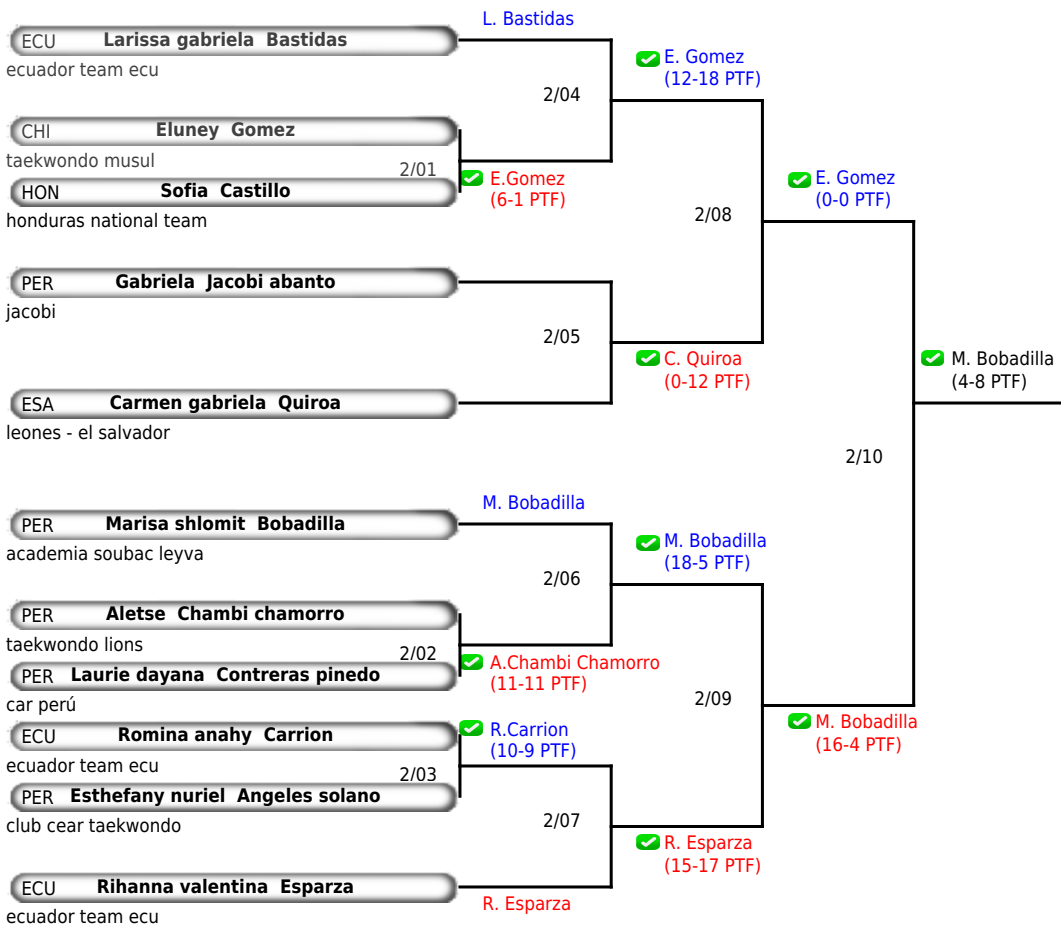 L. Bastidas
ECU Larissa gabriela Bastidas
ecuador team ecu
E. Gomez
(12-18 PTF)
2/04
CHI Eluney Gomez
taekwondo musul
2/01
E.Gomez
(6-1 PTF)
HON Sofia Castillo
honduras national team
E. Gomez
(0-0 PTF)
2/08
PER Gabriela Jacobi abanto
jacobi
2/05
C. Quiroa
(0-12 PTF)
M. Bobadilla
(4-8 PTF)
ESA Carmen gabriela Quiroa
leones - el salvador
2/10
M. Bobadilla
PER Marisa shlomit Bobadilla
academia soubac leyva
M. Bobadilla
(18-5 PTF)
2/06
PER Aletse Chambi chamorro
taekwondo lions
2/02
A.Chambi Chamorro
(11-11 PTF)
PER Laurie dayana Contreras pinedo
car perú
2/09
M. Bobadilla
(16-4 PTF)
R.Carrion
(10-9 PTF)
ECU Romina anahy Carrion
ecuador team ecu
2/03
PER Esthefany nuriel Angeles solano
club cear taekwondo
2/07
R. Esparza
(15-17 PTF)
ECU Rihanna valentina Esparza
R. Esparza
ecuador team ecu